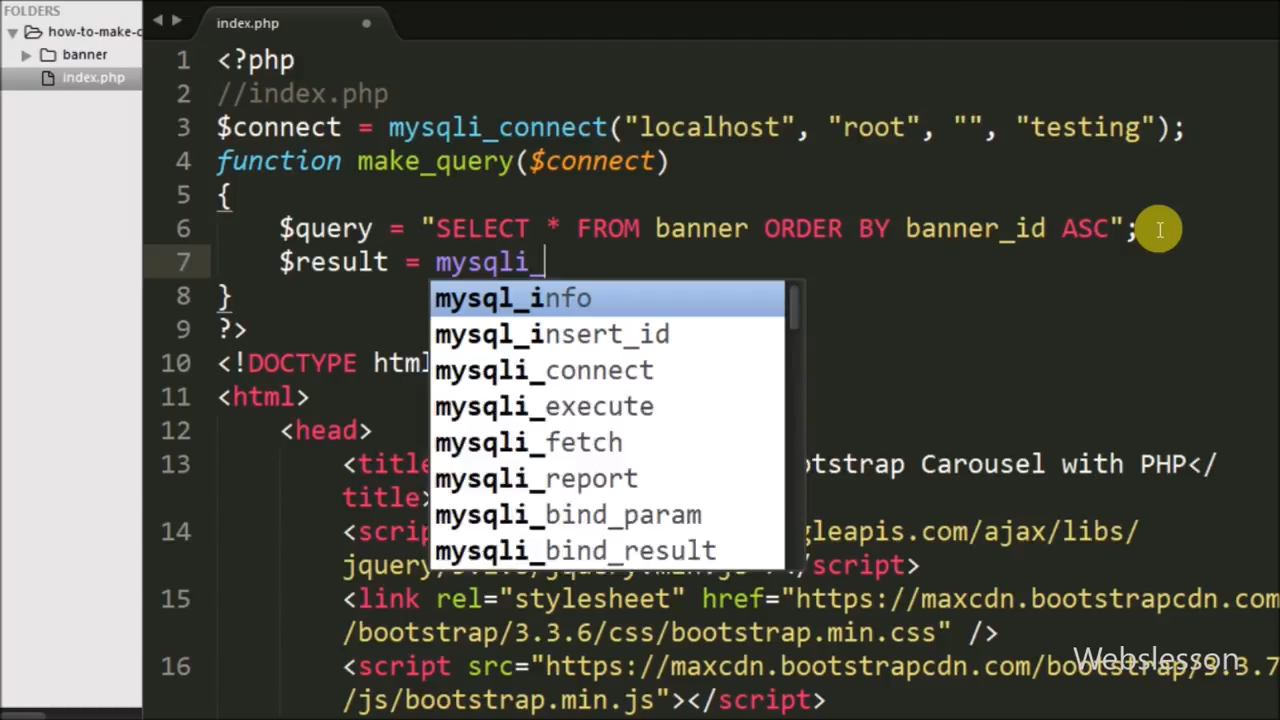 FOLDERS
how-to-make-c
banner
index.php
index.php
1 <?php
2 //index.php
3 $connect = mysqli_connect("localhost", "root", "", "testing");
4 function make_query($connect)
5 {
6 $query = "SELECT * FROM banner ORDER BY banner_id ASC";
7 $result = mysqli_
8 }
9 ?>
10 <!DOCTYPE html
11 <html>
12 <head>
13 <title otstrap Carousel with PHP</
title>
14 <scrip gleapis.com/ajax/libs/
></script>
15 <link rel="stylesheet" href="https://maxcdn.bootstrapcdn.com
/bootstrap/3.3.6/css/bootstrap.min.css" />
16 <script src="https://maxcdn.bootstrapcdn.com/bootstrap/3.3.7
/js/bootstrap.min.js"></script>
mysql_info
mysql_insert_id
mysqli_connect
mysqli_execute
mysqli_fetch
mysqli_report
mysqli_bind_param
mysqli_bind_result
Webslesson